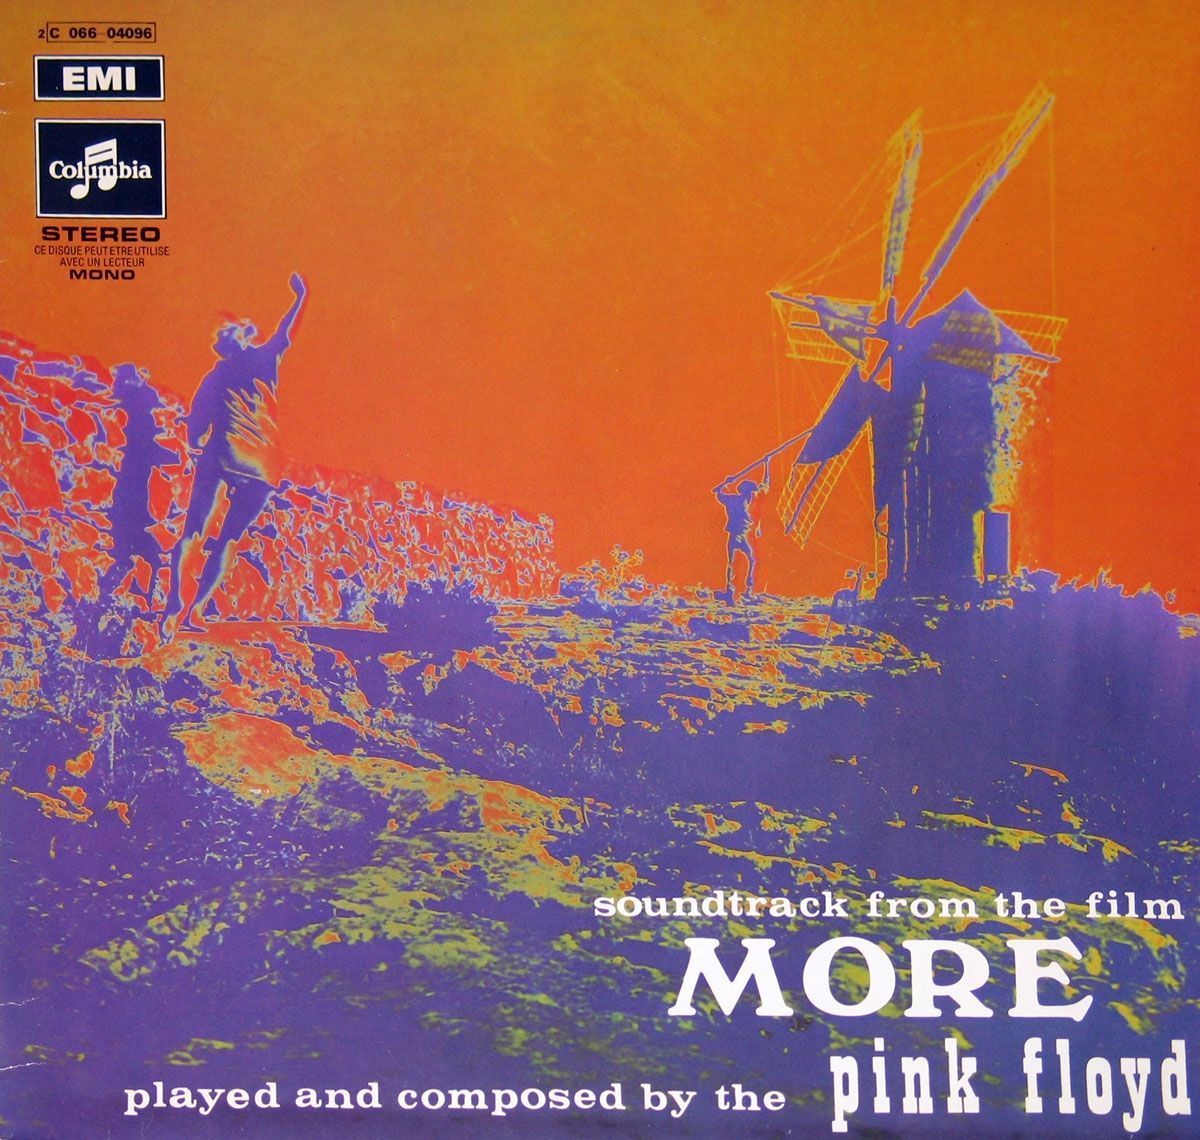 2C 066-04096
EMI
Columbia
STEREO
CE DISQUE PEUT ETRE UTILISE
AVEC UN LECTEUR
MONO
soundtrack from the film
MORE
played and composed by the pink floyd